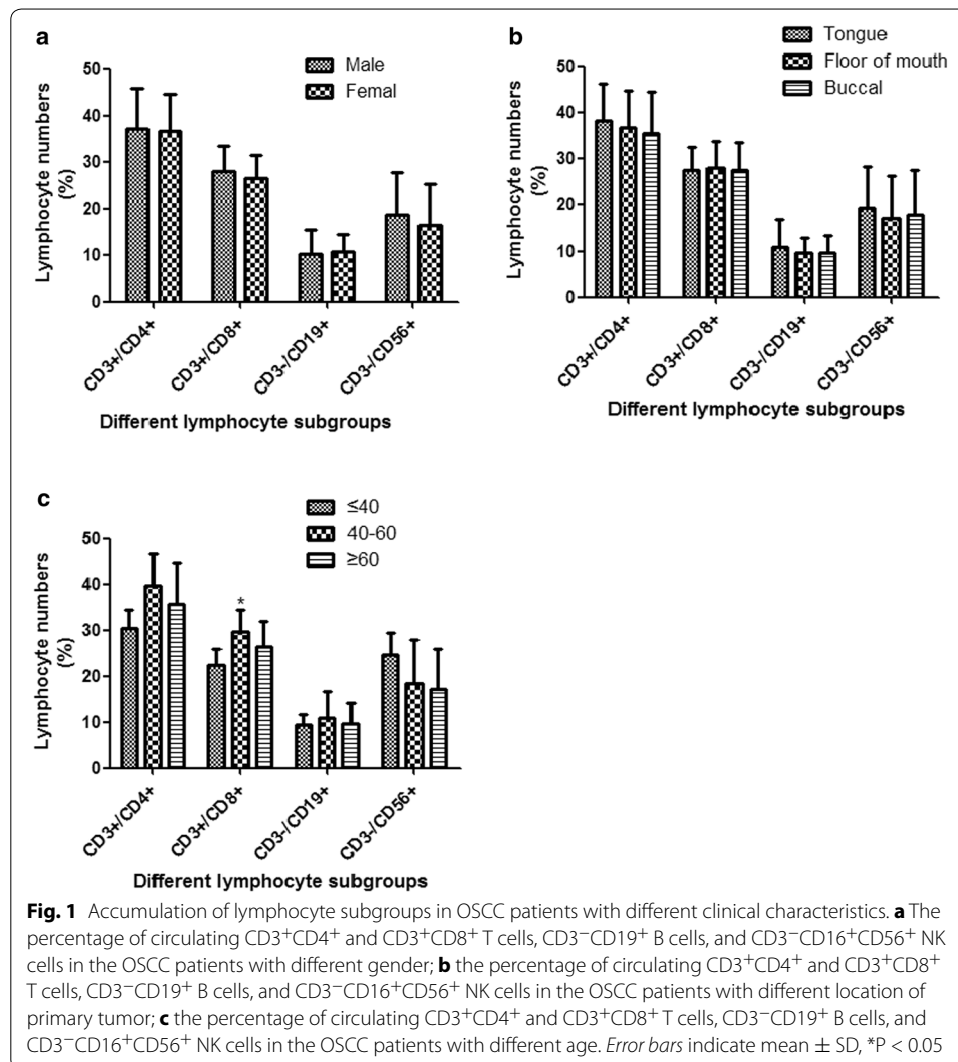 a
Male
Femal
Lymphocyte numbers
(%)
50
40
30
20
10
0
CD3+/CD4+
CD3+/CD8+
CD3-/CD19+
CD3-/CD56+
Different lymphocyte subgroups
b
Tongue
Floor of mouth
Buccal
Lymphocyte numbers
(%)
50
40
30
20
10
0
CD3+/CD4+
CD3+/CD8+
CD3-/CD19+
CD3-/CD56+
Different lymphocyte subgroups
c
≤40
40-60
≥60
Lymphocyte numbers
(%)
50
40
30
20
10
0
*
CD3+/CD4+
CD3+/CD8+
CD3-/CD19+
CD3-/CD56+
Different lymphocyte subgroups
Fig. 1 Accumulation of lymphocyte subgroups in OSCC patients with different clinical characteristics. a The
percentage of circulating CD3⁺CD4⁺ and CD3⁺CD8⁺ T cells, CD3⁻CD19⁺ B cells, and CD3⁻CD16⁺CD56⁺ NK
cells in the OSCC patients with different gender; b the percentage of circulating CD3⁺CD4⁺ and CD3⁺CD8⁺
T cells, CD3⁻CD19⁺ B cells, and CD3⁻CD16⁺CD56⁺ NK cells in the OSCC patients with different location of
primary tumor; c the percentage of circulating CD3⁺CD4⁺ and CD3⁺CD8⁺ T cells, CD3⁻CD19⁺ B cells, and
CD3⁻CD16⁺CD56⁺ NK cells in the OSCC patients with different age. Error bars indicate mean ± SD, *P < 0.05